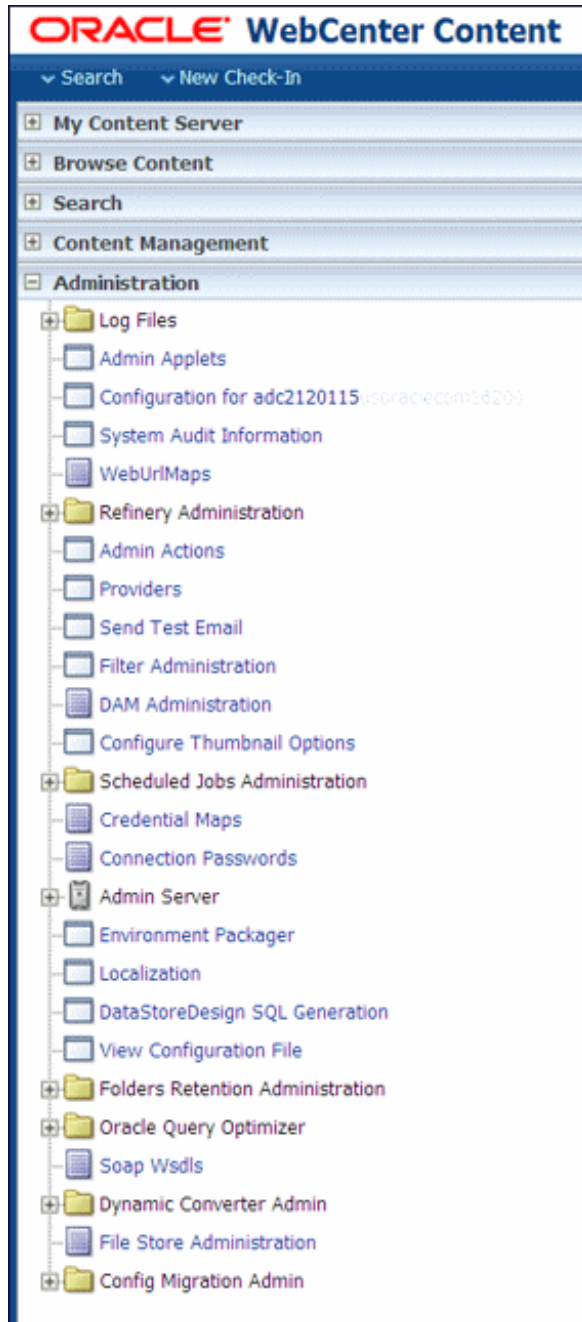 ORACLE WebCenter Content
Search New Check-In
My Content Server
Browse Content
Search
Content Management
Administration
Log Files
Admin Applets
Configuration for adc2120115
System Audit Information
WebUrlMaps
Refinery Administration
Admin Actions
Providers
Send Test Email
Filter Administration
DAM Administration
Configure Thumbnail Options
Scheduled Jobs Administration
Credential Maps
Connection Passwords
Admin Server
Environment Packager
Localization
DataStoreDesign SQL Generation
View Configuration File
Folders Retention Administration
Oracle Query Optimizer
Soap Wsdls
Dynamic Converter Admin
File Store Administration
Config Migration Admin